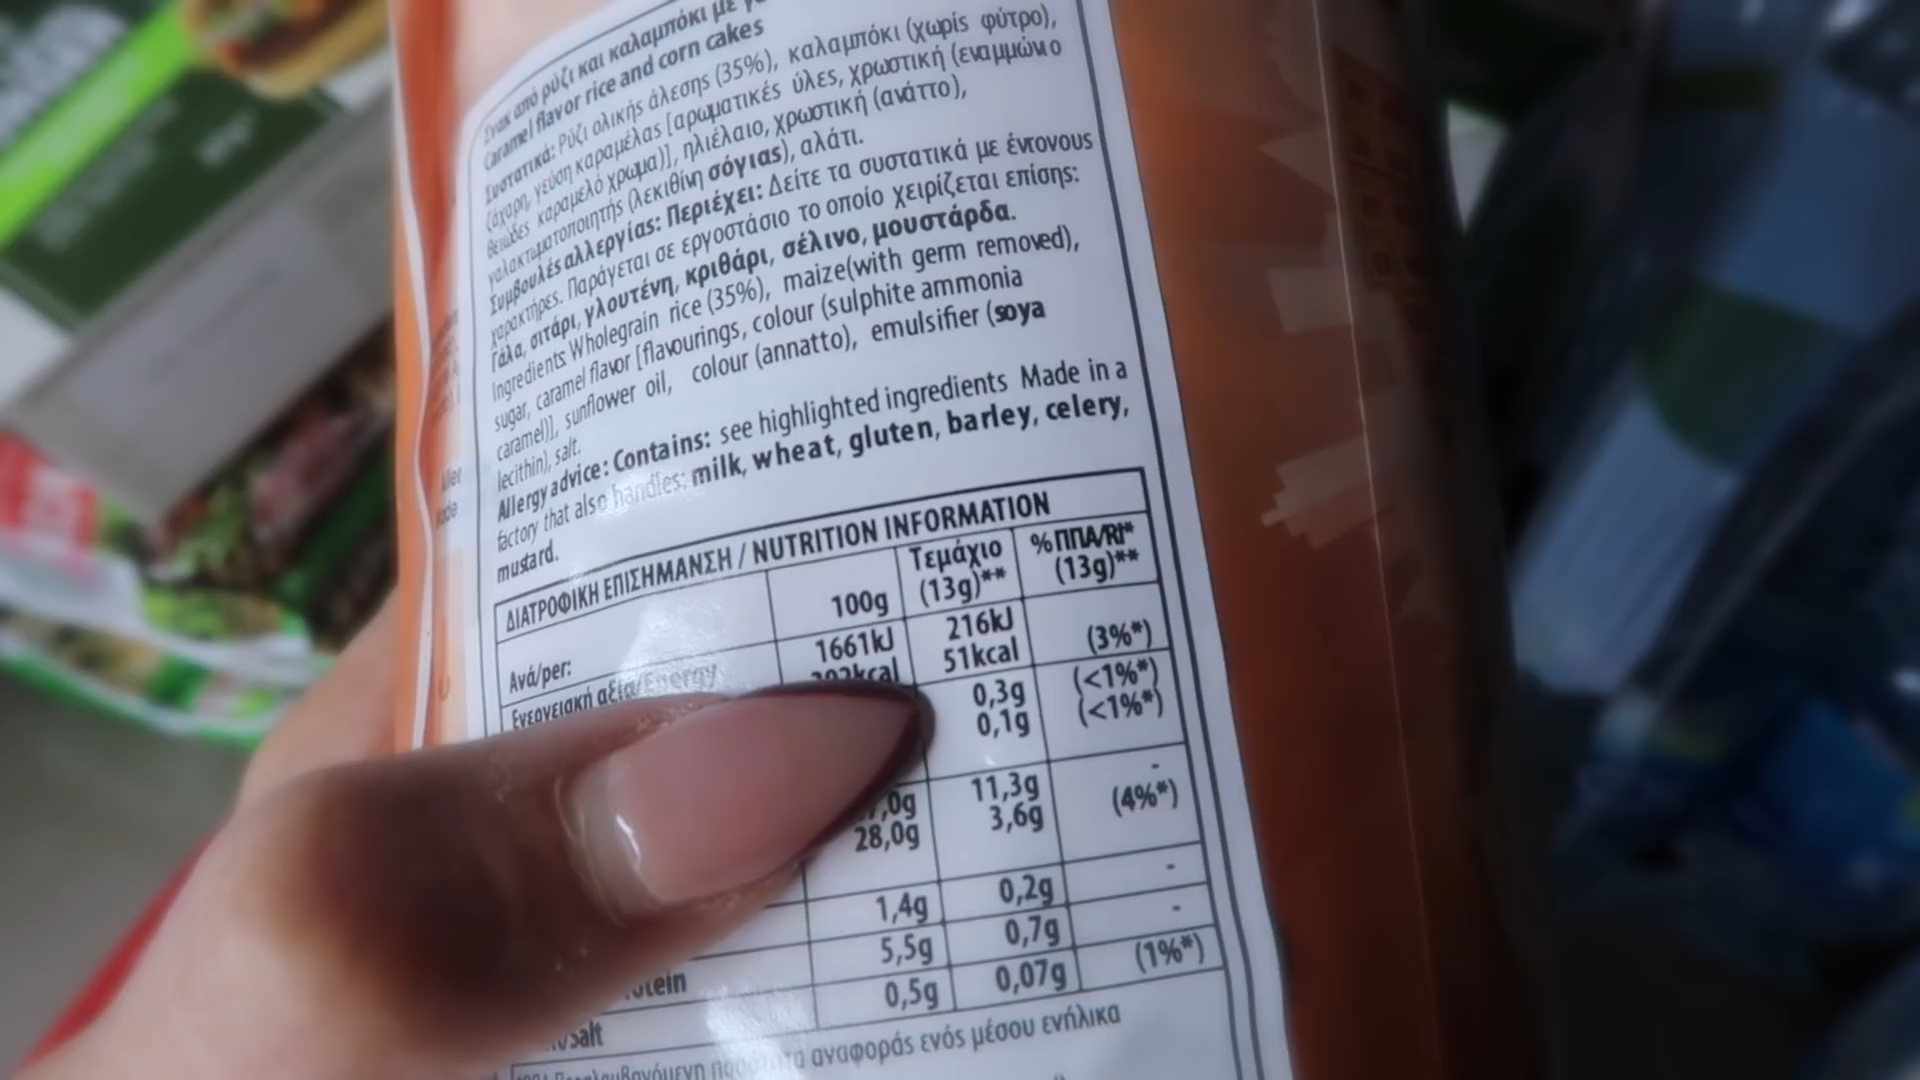 Σνακ από ρύζι και καλαμπόκι με
Caramel flavor rice and corn cakes
Συστατικά: Ρύζι ολικής άλεσης (35%), καλαμπόκι (χωρίς φύτρο),
ζάχαρη, γεύση καραμέλας [αρωματικές ύλες, χρωστική (εναμμώνιο
θειώδες καραμελό χρώμα)], ηλιέλαιο, χρωστική (ανάττο),
γαλακτωματοποιητής (λεκιθίνη σόγιας), αλάτι.
Συμβουλές αλλεργίας: Περιέχει: Δείτε τα συστατικά με έντονους
χαρακτήρες. Παράγεται σε εργοστάσιο το οποίο χειρίζεται επίσης:
Γάλα, σιτάρι, γλουτένη, κριθάρι, σέλινο, μουστάρδα.
Ingredients: Wholegrain rice (35%), maize(with germ removed),
sugar, caramel flavor [flavourings, colour (sulphite ammonia
caramel)], sunflower oil, colour (annatto), emulsifier (soya
lecithin), salt.
Allergy advice: Contains: see highlighted ingredients Made in a
factory that also handles: milk, wheat, gluten, barley, celery,
mustard.
ΔΙΑΤΡΟΦΙΚΗ ΕΠΙΣΗΜΑΝΣΗ / NUTRITION INFORMATION
Ανά/per: 100g Τεμάχιο (13g)** %ΠΠΑ/RI* (13g)**
Ενεργειακή αξία/Energy 1661kJ 216kJ
51kcal (3%*)
0,3g (<1%*)
0,1g (<1%*)
11,3g -
28,0g 3,6g (4%*)
1,4g 0,2g -
5,5g 0,7g -
/Salt 0,5g 0,07g (1%*)
αναφοράς ενός μέσου ενήλικα